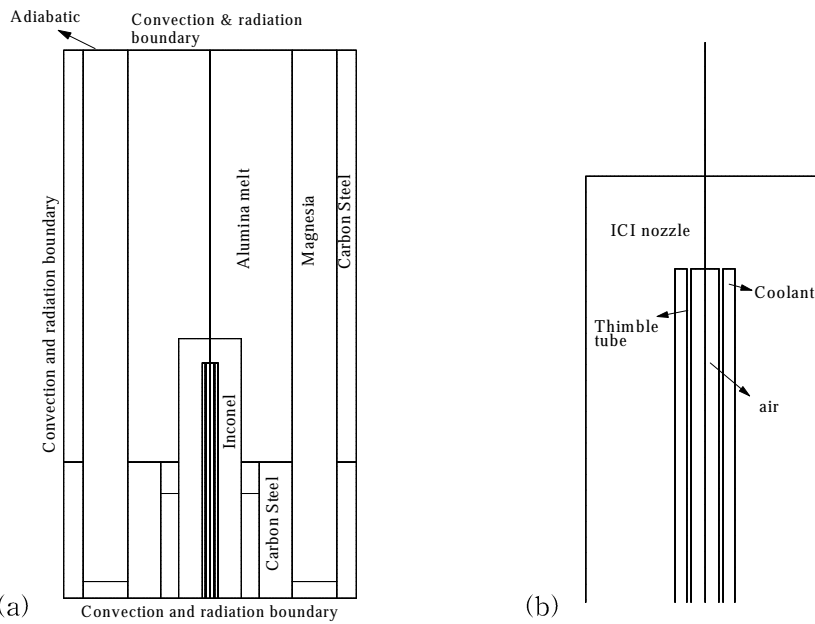 Adiabatic
Convection & radiation
boundary
Convection and radiation boundary
Alumina melt
Magnesia
Carbon Steel
Inconel
Carbon Steel
(a)
Convection and radiation boundary
ICI nozzle
Coolant
Thimble
tube
air
(b)